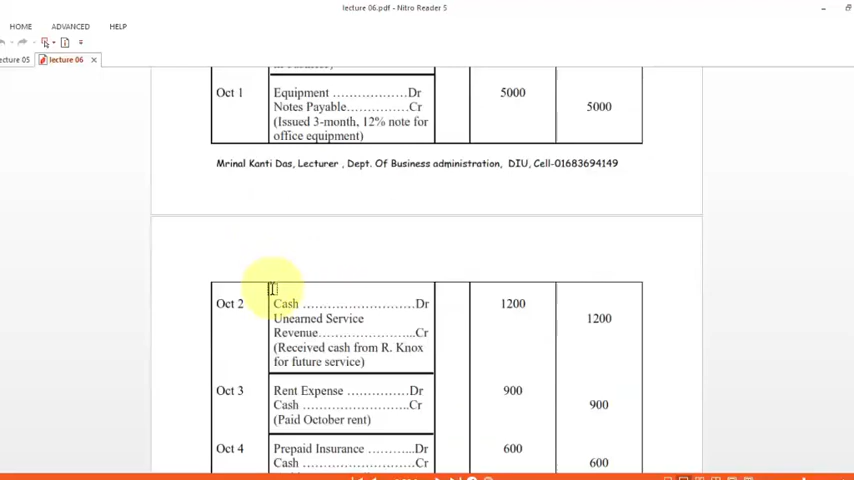 lecture 06.pdf - Nitro Reader 5
HOME ADVANCED HELP
ecture 05 lecture 06
in business)
Oct 1 Equipment ………………Dr 5000
Notes Payable……………Cr 5000
(Issued 3-month, 12% note for
office equipment)
Mrinal Kanti Das, Lecturer , Dept. Of Business administration, DIU, Cell-01683694149
Oct 2 Cash ………………………Dr 1200
Unearned Service 1200
Revenue……………...Cr
(Received cash from R. Knox
for future service)
Oct 3 Rent Expense …………..Dr 900
Cash …………………..Cr 900
(Paid October rent)
Oct 4 Prepaid Insurance ………...Dr 600
Cash ……………………Cr 600